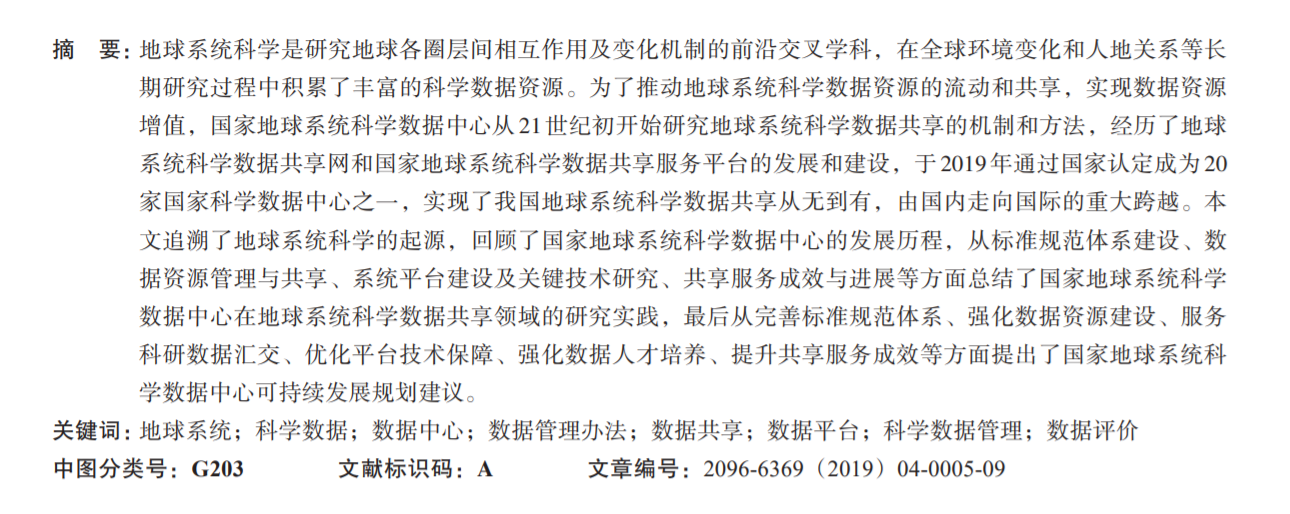 摘　要：地球系统科学是研究地球各圈层间相互作用及变化机制的前沿交叉学科，在全球环境变化和人地关系等长
期研究过程中积累了丰富的科学数据资源。为了推动地球系统科学数据资源的流动和共享，实现数据资源
增值，国家地球系统科学数据中心从21世纪初开始研究地球系统科学数据共享的机制和方法，经历了地球
系统科学数据共享网和国家地球系统科学数据共享服务平台的发展和建设，于2019年通过国家认定成为20
家国家科学数据中心之一，实现了我国地球系统科学数据共享从无到有，由国内走向国际的重大跨越。本
文追溯了地球系统科学的起源，回顾了国家地球系统科学数据中心的发展历程，从标准规范体系建设、数
据资源管理与共享、系统平台建设及关键技术研究、共享服务成效与进展等方面总结了国家地球系统科学
数据中心在地球系统科学数据共享领域的研究实践，最后从完善标准规范体系、强化数据资源建设、服务
科研数据汇交、优化平台技术保障、强化数据人才培养、提升共享服务成效等方面提出了国家地球系统科
学数据中心可持续发展规划建议。
关键词：地球系统；科学数据；数据中心；数据管理办法；数据共享；数据平台；科学数据管理；数据评价
中图分类号：G203　文献标识码：A　文章编号：2096-6369（2019）04-0005-09